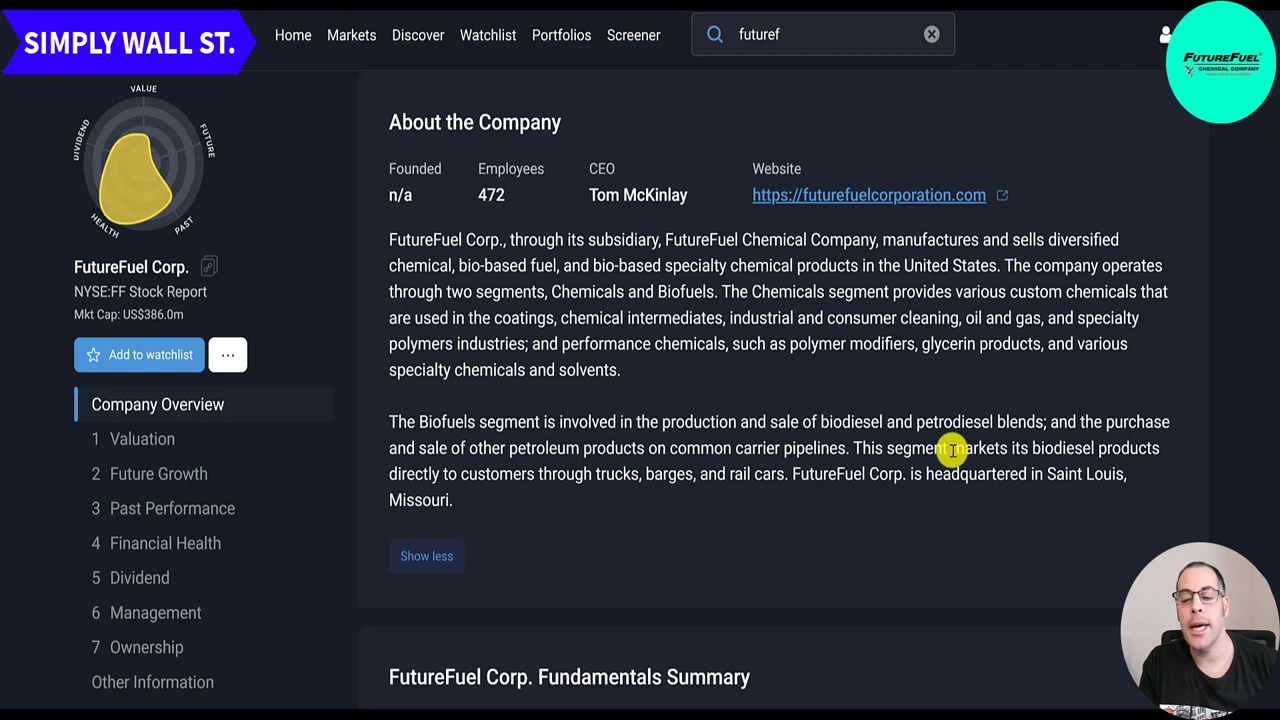 SIMPLY WALL ST.
Home Markets Discover Watchlist Portfolios Screener
futuref
FUTUREFUEL
CHEMICAL COMPANY
VALUE
FUTURE
PAST
HEALTH
DIVIDEND
FutureFuel Corp.
NYSE:FF Stock Report
Mkt Cap: US$386.0m
Add to watchlist
...
Company Overview
1 Valuation
2 Future Growth
3 Past Performance
4 Financial Health
5 Dividend
6 Management
7 Ownership
Other Information
About the Company
Founded Employees CEO Website
n/a 472 Tom McKinlay https://futurefuelcorporation.com
FutureFuel Corp., through its subsidiary, FutureFuel Chemical Company, manufactures and sells diversified
chemical, bio-based fuel, and bio-based specialty chemical products in the United States. The company operates
through two segments, Chemicals and Biofuels. The Chemicals segment provides various custom chemicals that
are used in the coatings, chemical intermediates, industrial and consumer cleaning, oil and gas, and specialty
polymers industries; and performance chemicals, such as polymer modifiers, glycerin products, and various
specialty chemicals and solvents.
The Biofuels segment is involved in the production and sale of biodiesel and petrodiesel blends; and the purchase
and sale of other petroleum products on common carrier pipelines. This segment markets its biodiesel products
directly to customers through trucks, barges, and rail cars. FutureFuel Corp. is headquartered in Saint Louis,
Missouri.
Show less
FutureFuel Corp. Fundamentals Summary